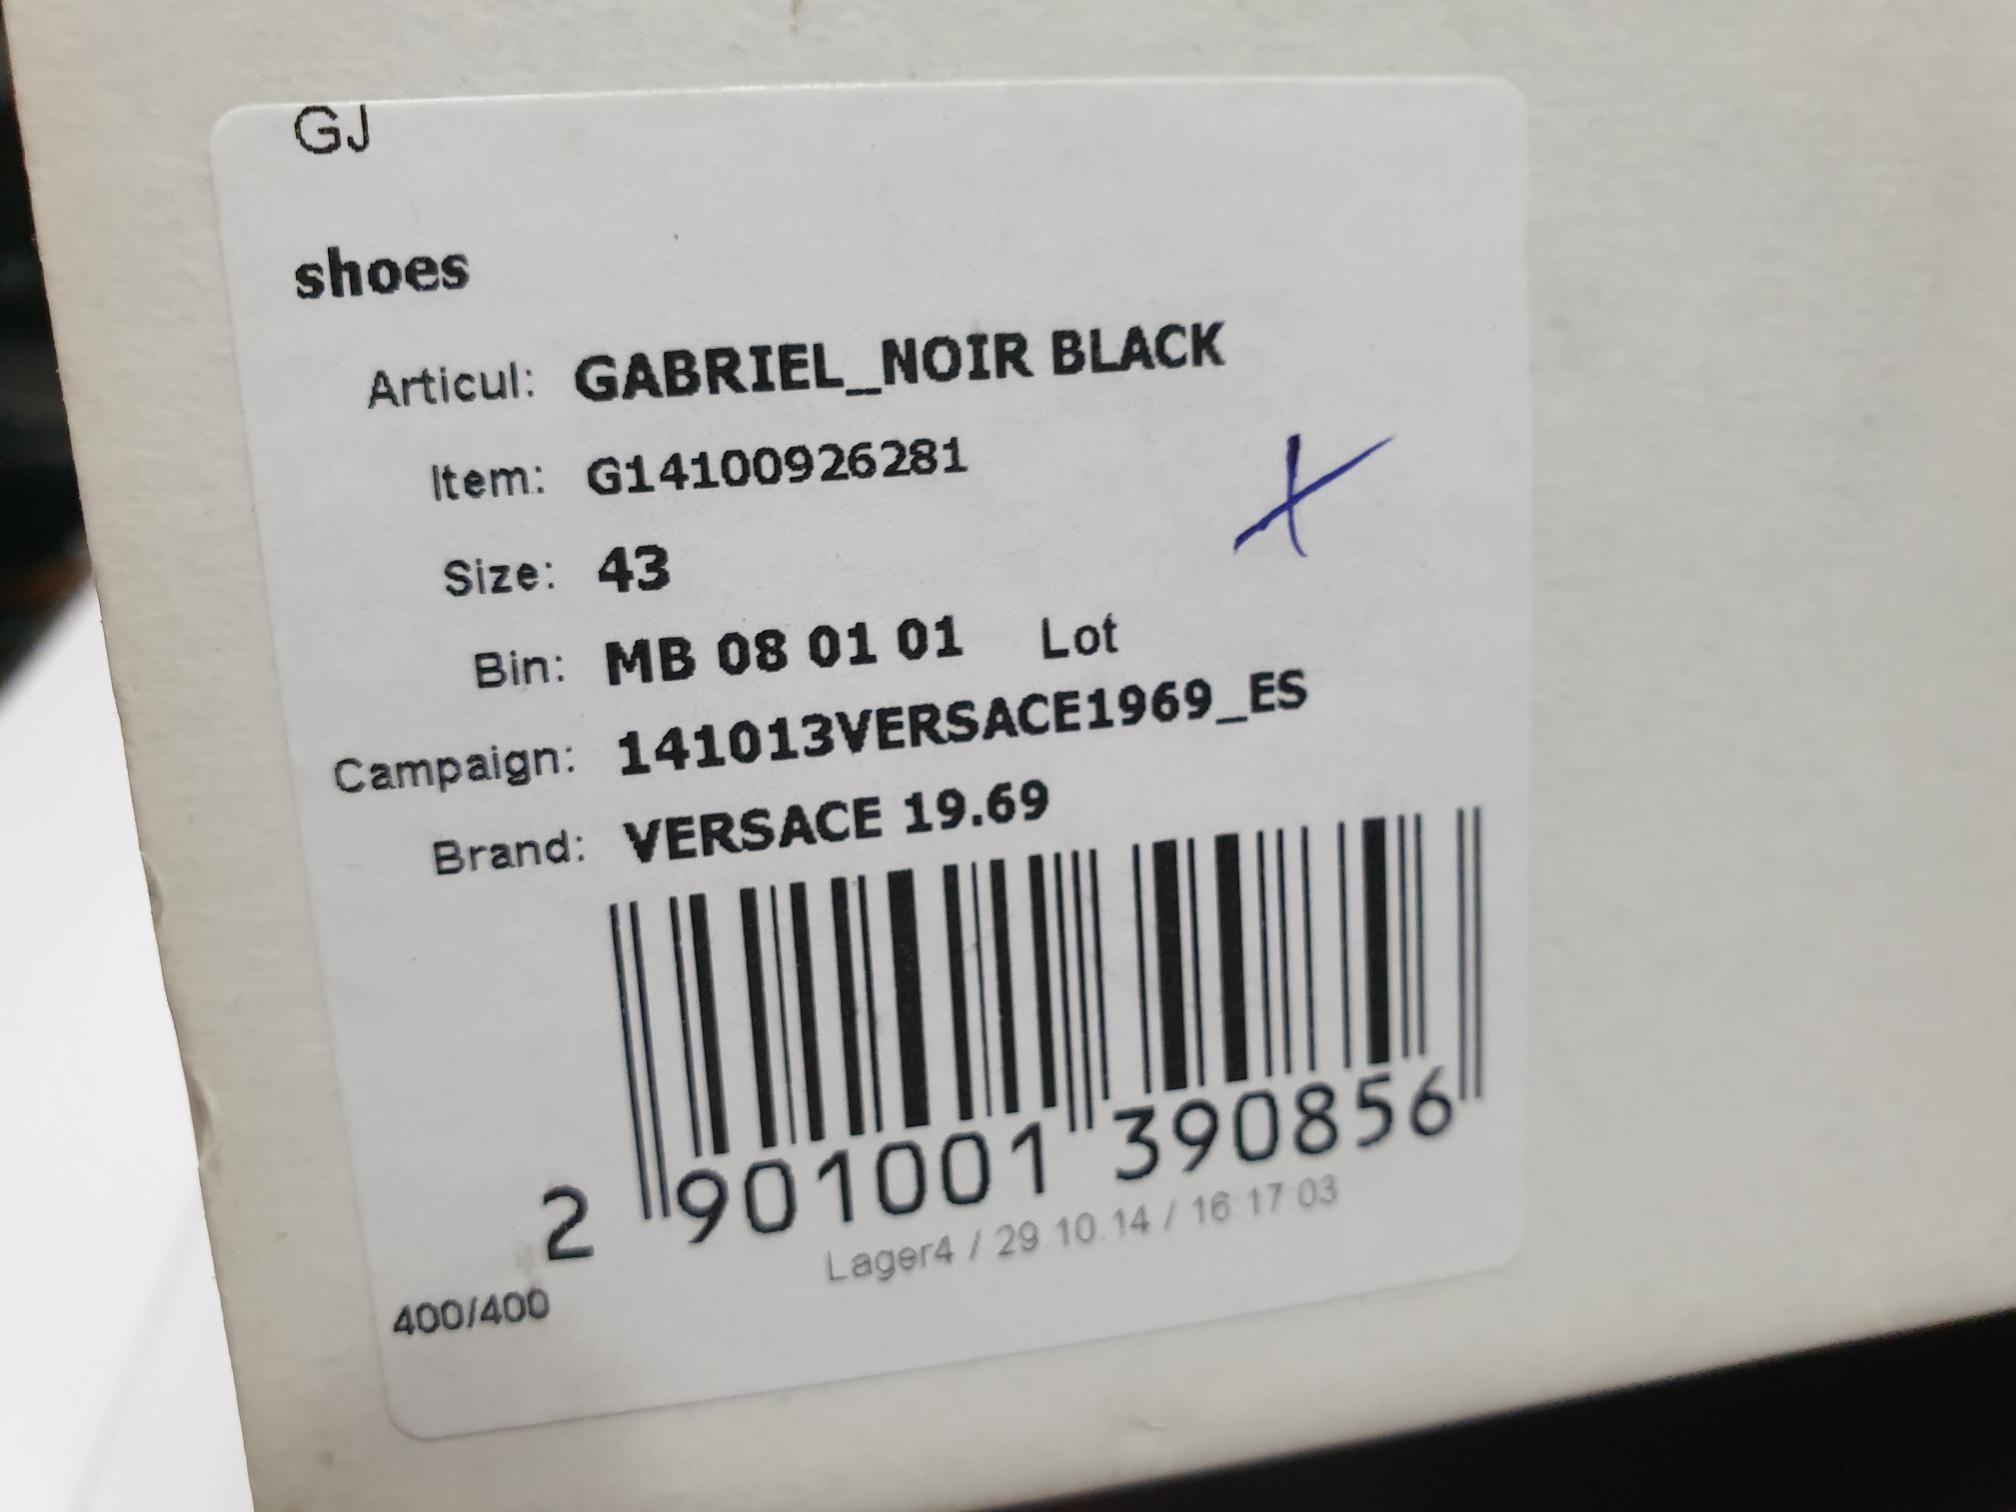 GJ
shoes
Articul: GABRIEL_NOIR BLACK
Item: G14100926281
Size: 43
Bin: MB 08 01 01 Lot
Campaign: 141013VERSACE1969_ES
Brand: VERSACE 19.69
2 901001 390856
Lager4 / 29.10.14 / 16:17:03
400/400